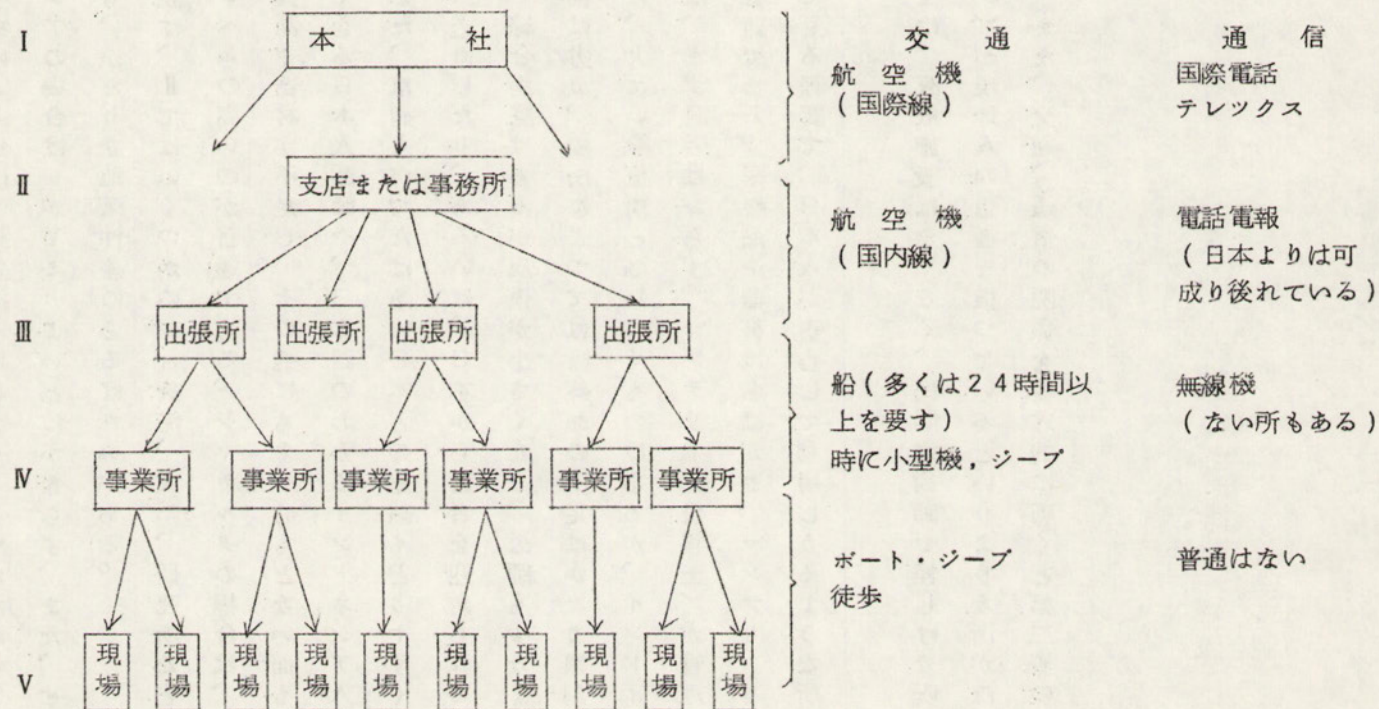 I
本社
交通
通信
航空機
(国際線)
国際電話
テレックス
II
支店または事務所
航空機
(国内線)
電話電報
(日本よりは可
成り後れている)
III
出張所
出張所
出張所
出張所
船(多くは24時間以
上を要す)
時に小型機,ジープ
無線機
(ない所もある)
IV
事業所
事業所
事業所
事業所
事業所
事業所
ボート・ジープ
徒歩
普通はない
V
現場
現場
現場
現場
現場
現場
現場
現場
現場
現場